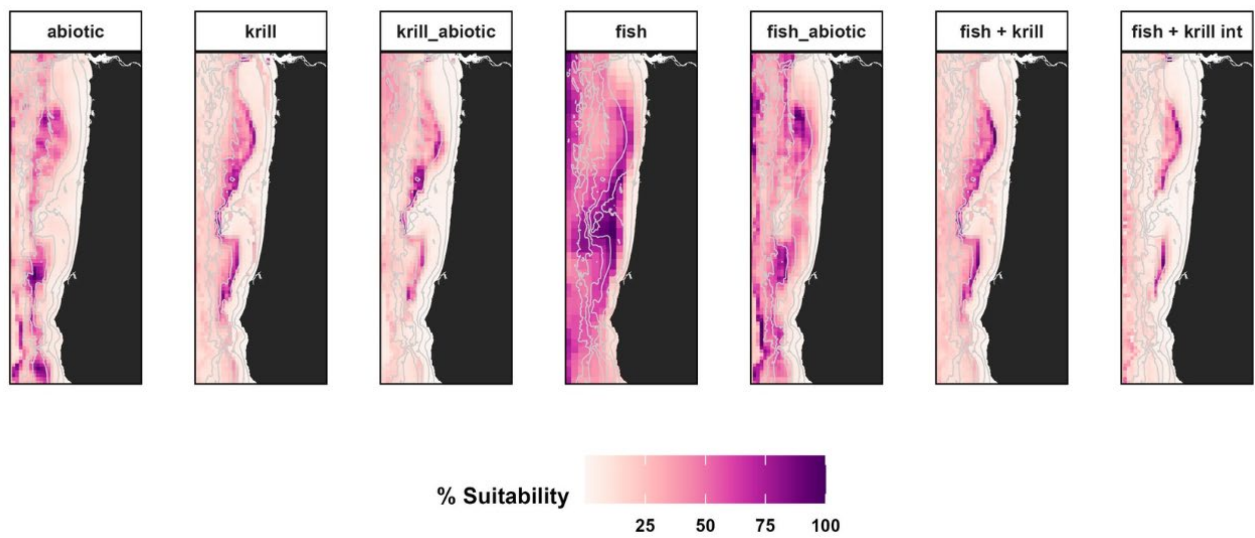 abiotic
krill
krill_abiotic
fish
fish_abiotic
fish + krill
fish + krill int
% Suitability
25
50
75
100